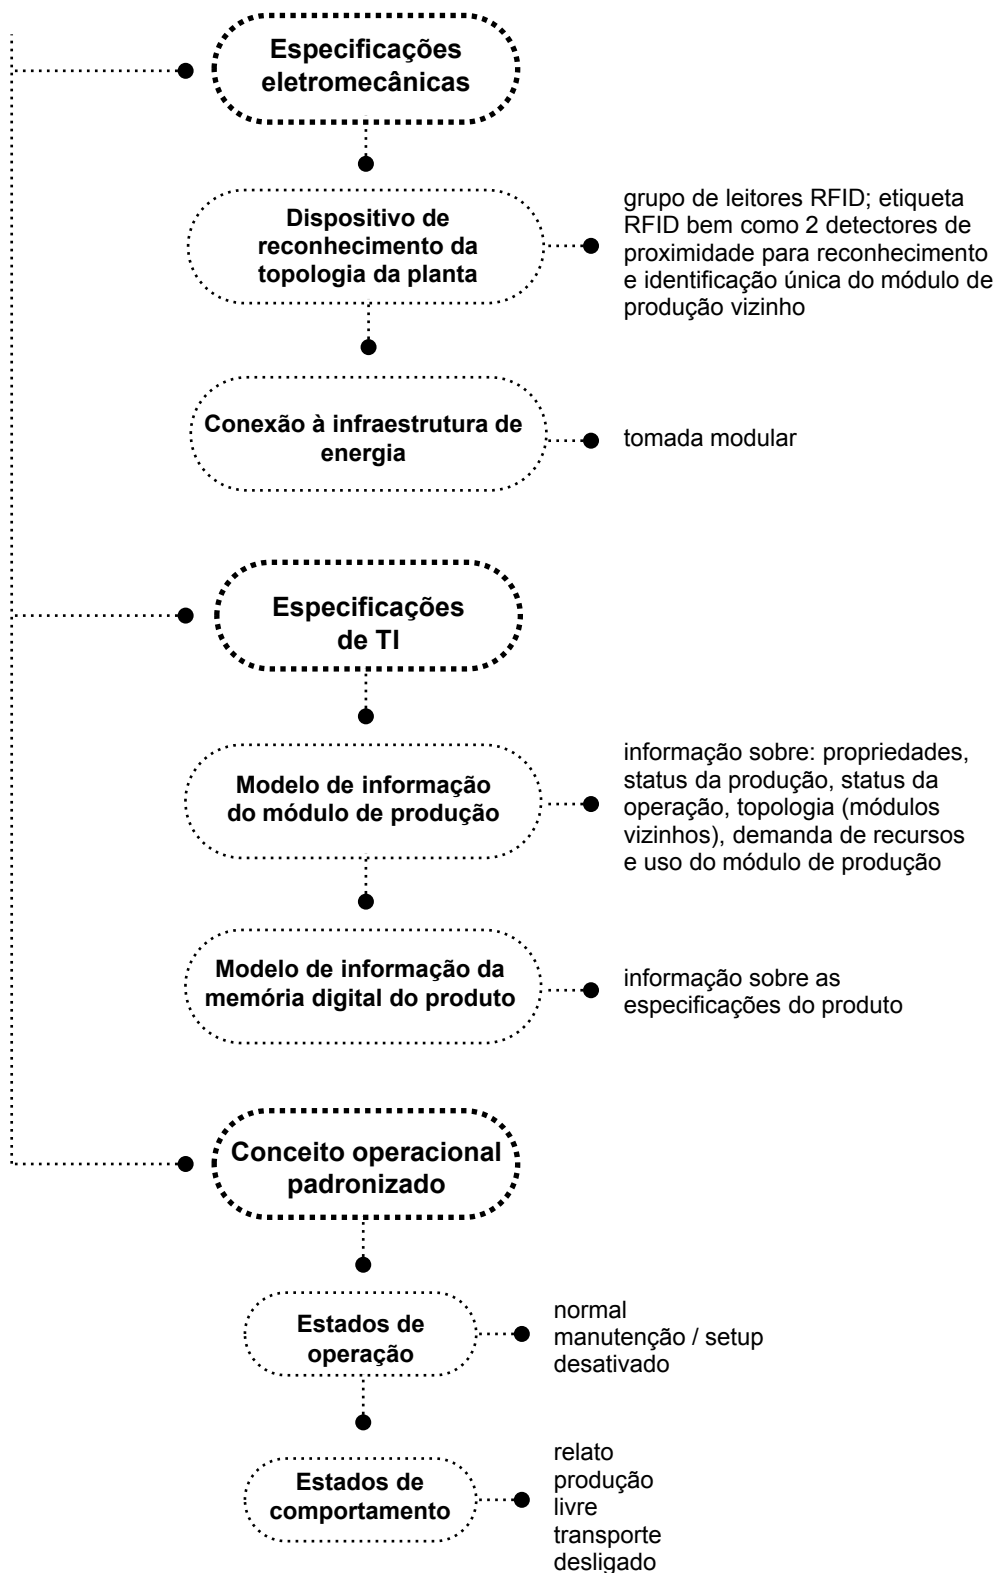 Especificações
eletromecânicas
Dispositivo de
reconhecimento da
topologia da planta
grupo de leitores RFID; etiqueta
RFID bem como 2 detectores de
proximidade para reconhecimento
e identificação única do módulo de
produção vizinho
Conexão à infraestrutura de
energia
tomada modular
Especificações
de TI
Modelo de informação
do módulo de produção
informação sobre: propriedades,
status da produção, status da
operação, topologia (módulos
vizinhos), demanda de recursos
e uso do módulo de produção
Modelo de informação da
memória digital do produto
informação sobre as
especificações do produto
Conceito operacional
padronizado
Estados de
operação
normal
manutenção / setup
desativado
Estados de
comportamento
relato
produção
livre
transporte
desligado